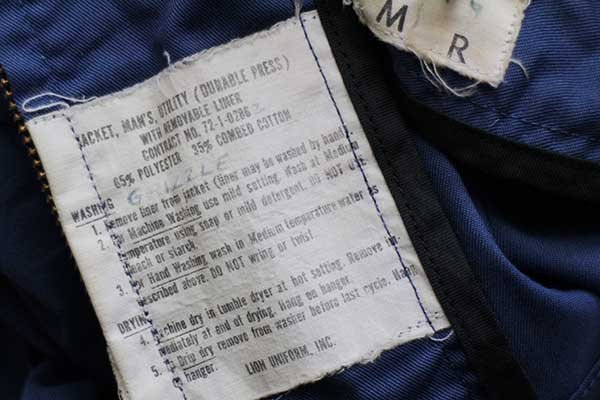 M
R
JACKET, MAN'S, UTILITY (DURABLE PRESS)
WITH REMOVABLE LINER
CONTRACT NO. 72-1-0286
65% POLYESTER 35% COMBED COTTON
GRIZZLE
WASHING
1. Remove liner from jacket (liner may be washed by hand).
2. For Machine Washing use mild setting. Wash at Medium
temperature using soap or mild detergent. DO NOT use
bleach or starch.
3. For Hand Washing wash in Medium temperature water as
described above. DO NOT wring or twist
DRYING
4. Machine dry in tumble dryer at hot setting. Remove im-
mediately at end of drying. Hang on hanger.
5. To Drip dry remove from washer before last cycle. Hang
hanger.
LION UNIFORM, INC.